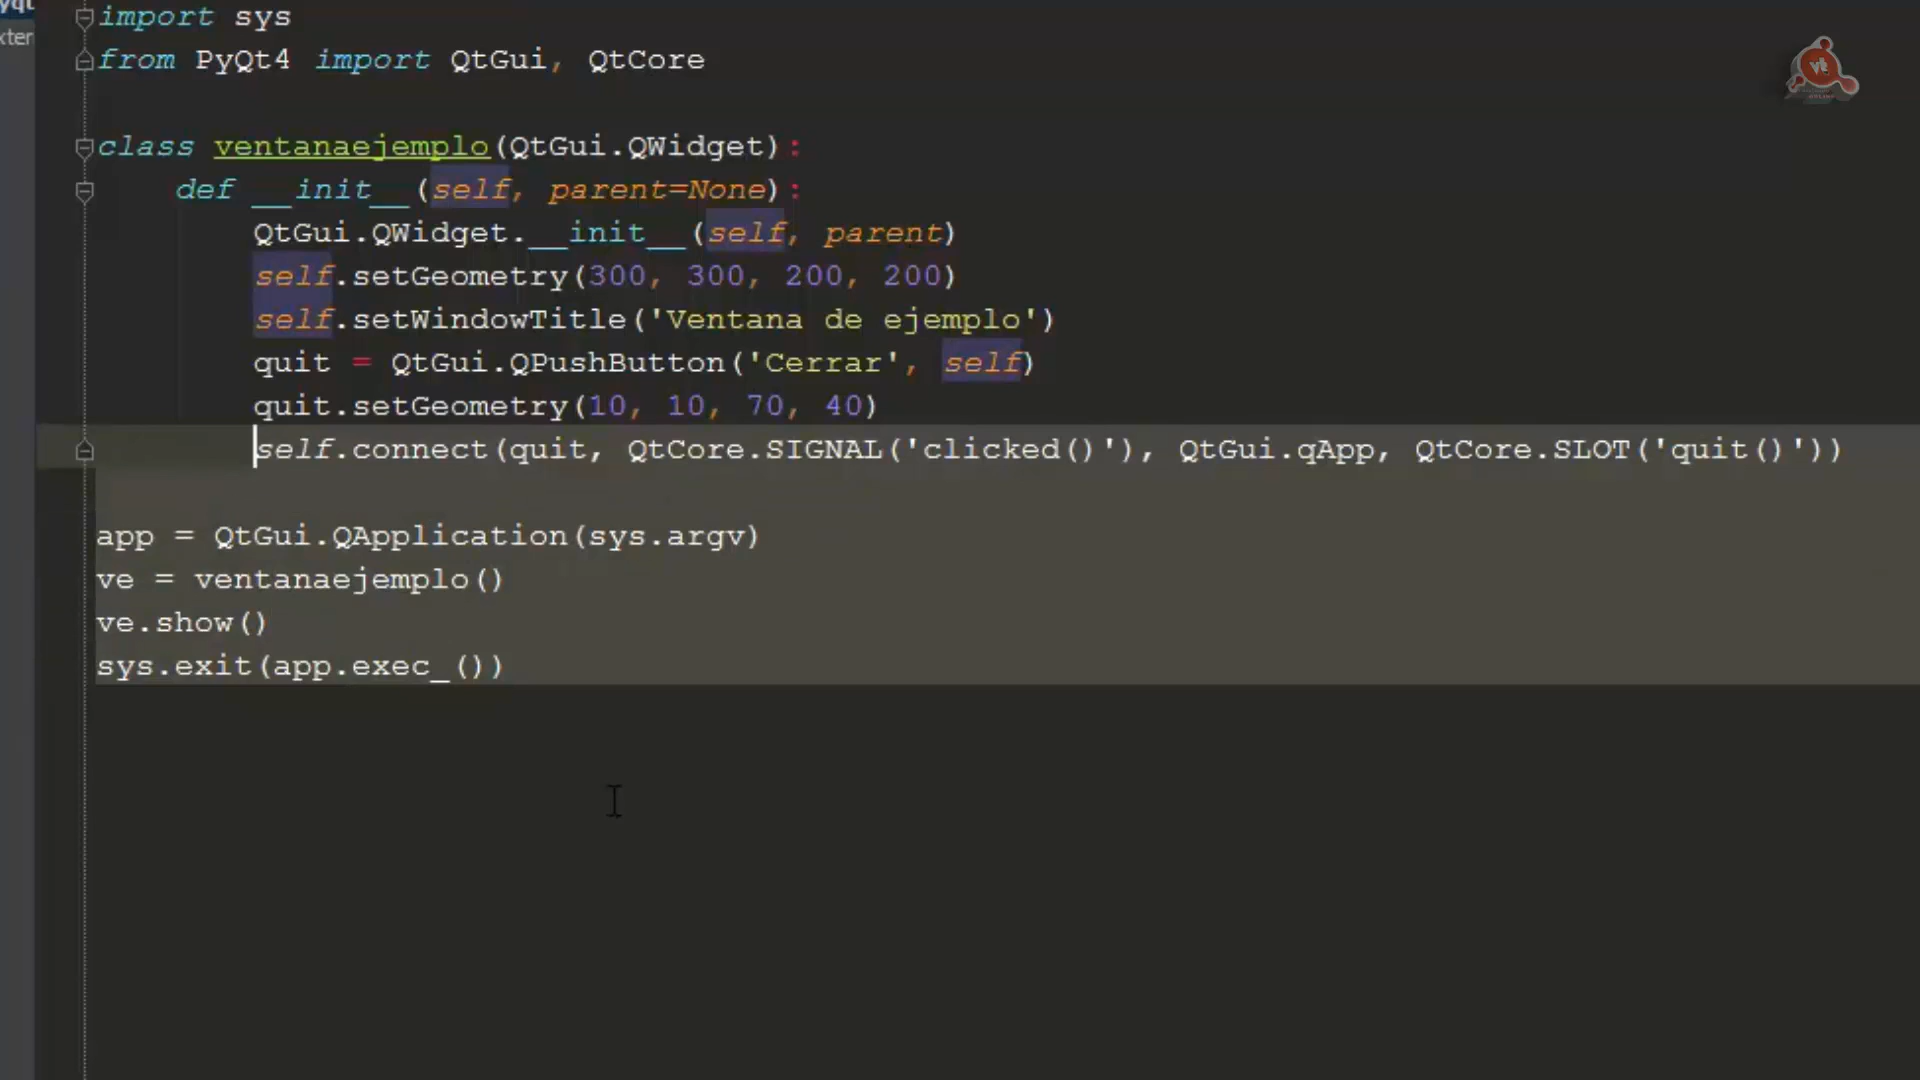 yqt
xter
import sys
from PyQt4 import QtGui, QtCore
class ventanaejemplo(QtGui.QWidget):
def __init__(self, parent=None):
QtGui.QWidget.__init__(self, parent)
self.setGeometry(300, 300, 200, 200)
self.setWindowTitle('Ventana de ejemplo')
quit = QtGui.QPushButton('Cerrar', self)
quit.setGeometry(10, 10, 70, 40)
self.connect(quit, QtCore.SIGNAL('clicked()'), QtGui.qApp, QtCore.SLOT('quit()'))
app = QtGui.QApplication(sys.argv)
ve = ventanaejemplo()
ve.show()
sys.exit(app.exec_())
vt